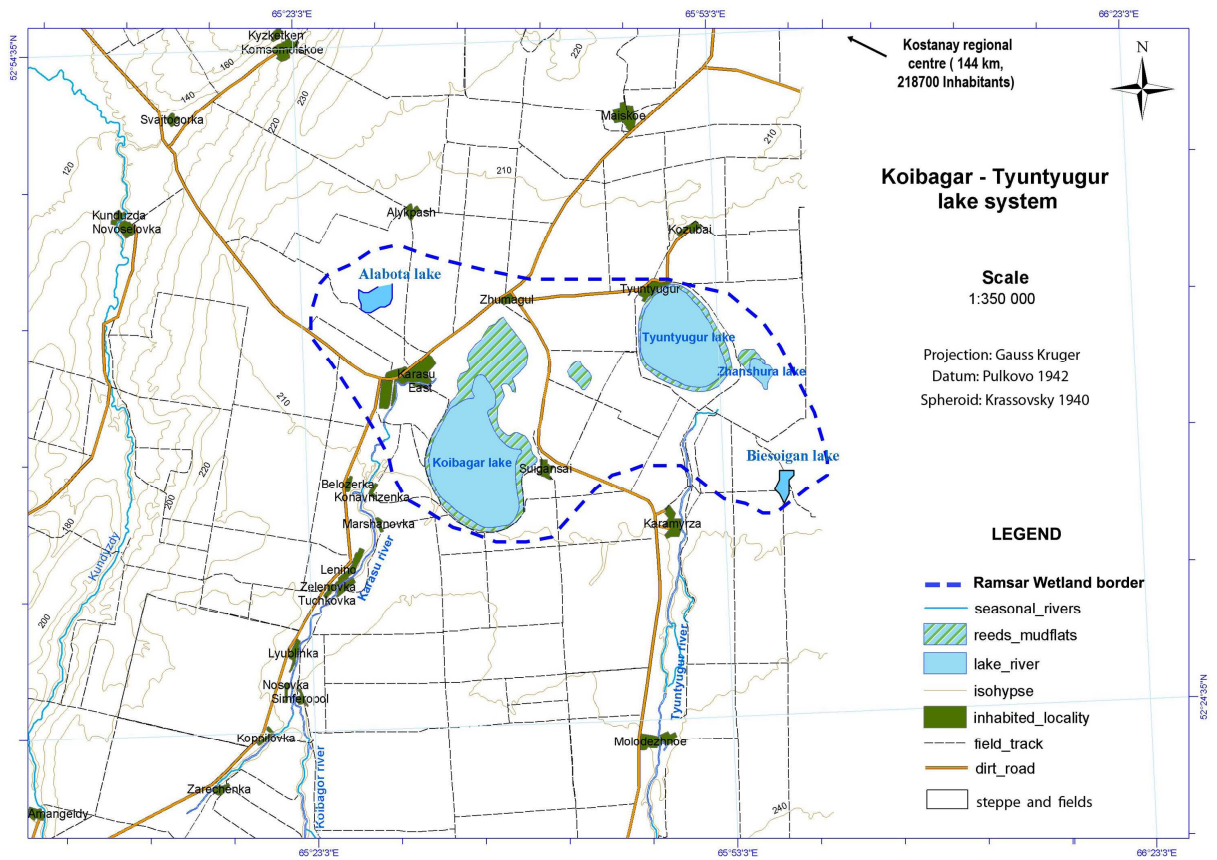 65°23'3"E
65°53'3"E
66°23'3"E
52°54'35"N
Kyzketken
Komsomolskoe
220
Kostanay regional
centre ( 144 km,
218700 Inhabitants)
N
160
140
230
220
Svajtogorka
Maiskoe
210
120
210
Koibagar - Tyuntyugur
lake system
Kunduzda
Novoselovka
Alykpash
Kozubai
Alabota lake
Scale
1:350 000
Zhumagul
Tyuntyugur
Tyuntyugur lake
Projection: Gauss Kruger
Datum: Pulkovo 1942
Spheroid: Krassovsky 1940
Zhanshura lake
Karasu
East
210
Koibagar lake
Suigansai
Biesoigan lake
220
200
180
Belozerka
Konavnizenka
Marshanovka
Karamyrza
LEGEND
Kunduzdy
Karasu river
Lenino
Zelenovka
Tuchkovka
Ramsar Wetland border
seasonal_rivers
200
reeds_mudflats
Lyublinka
lake_river
Tyuntyugur river
Nosovka
Simferopol
isohypse
52°24'35"N
inhabited_locality
Koppilovka
Molodezhnoe
field_track
dirt_road
Koibagor river
Zarechenka
steppe and fields
Amangeldy
240
65°23'3"E
65°53'3"E
66°23'3"E